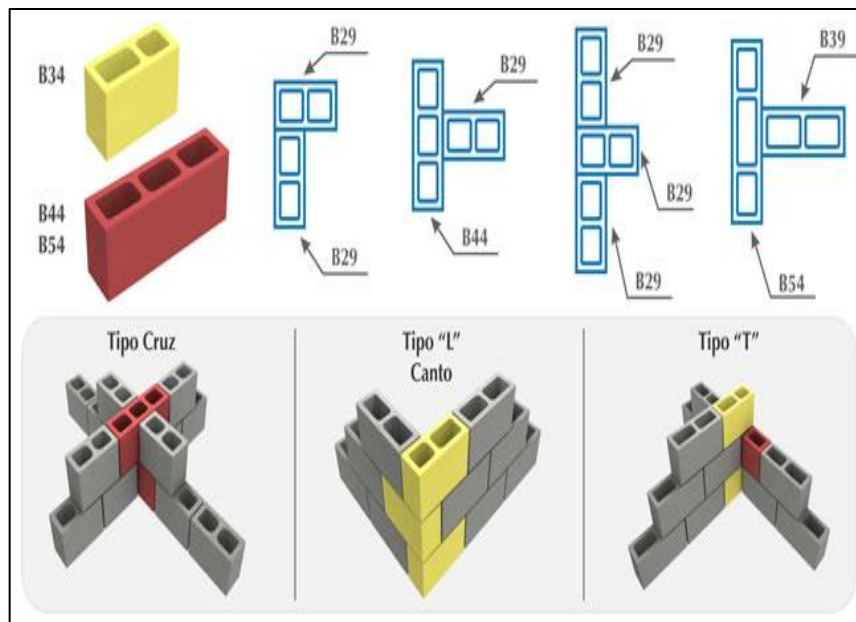 B34
B44
B54
B29
B29
B29
B44
B29
B29
B29
B39
B54
Tipo Cruz
Tipo “L”
Canto
Tipo “T”